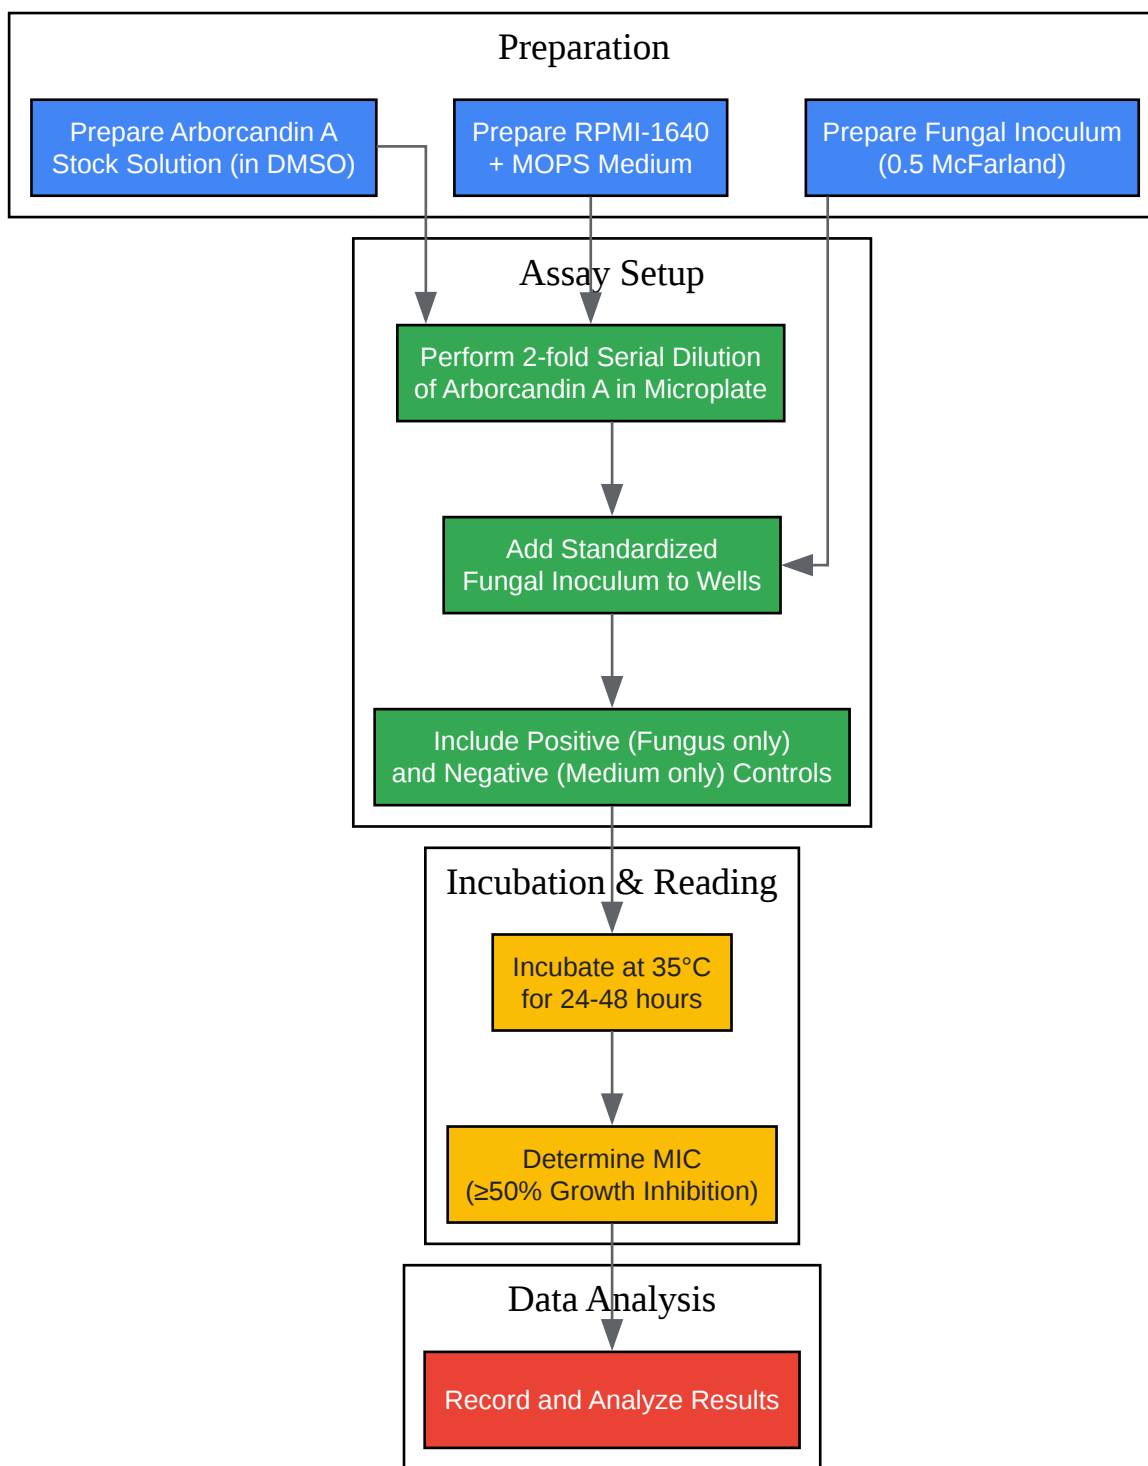 Preparation
Prepare Arborcandin A
Stock Solution (in DMSO)
Prepare RPMI-1640
+ MOPS Medium
Prepare Fungal Inoculum
(0.5 McFarland)
Assay Setup
Perform 2-fold Serial Dilution
of Arborcandin A in Microplate
Add Standardized
Fungal Inoculum to Wells
Include Positive (Fungus only)
and Negative (Medium only) Controls
Incubation & Reading
Incubate at 35°C
for 24-48 hours
Determine MIC
(≥50% Growth Inhibition)
Data Analysis
Record and Analyze Results